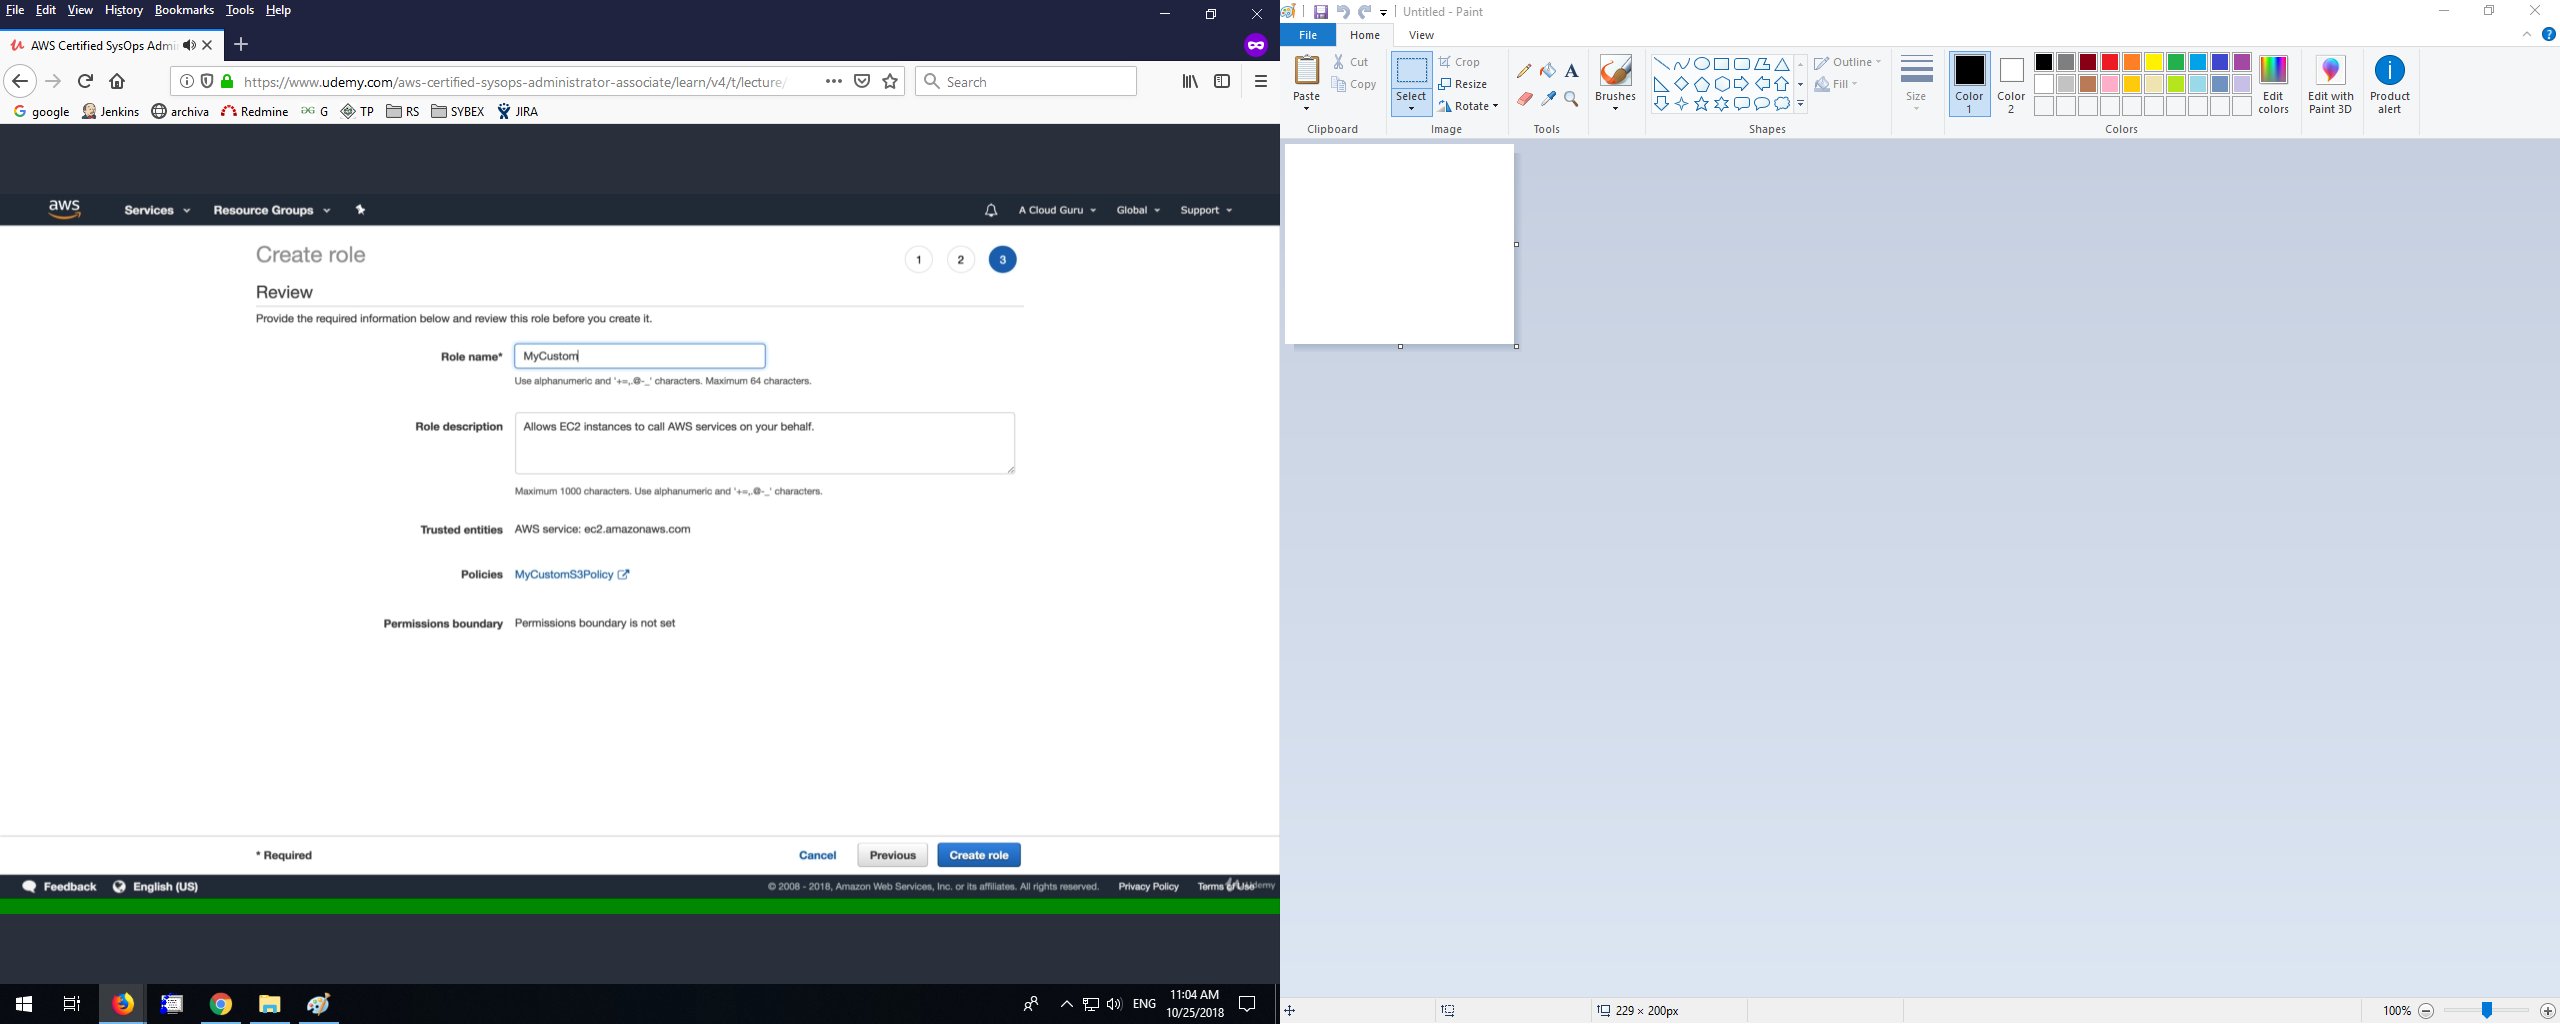 File Edit View History Bookmarks Tools Help
AWS Certified SysOps Admi
https://www.udemy.com/aws-certified-sysops-administrator-associate/learn/v4/t/lecture/
Search
google Jenkins archiva Redmine G TP RS SYBEX JIRA
aws Services Resource Groups A Cloud Guru Global Support
Create role
1 2 3
Review
Provide the required information below and review this role before you create it.
Role name* MyCustom
Use alphanumeric and '+=,.@-_' characters. Maximum 64 characters.
Role description Allows EC2 instances to call AWS services on your behalf.
Maximum 1000 characters. Use alphanumeric and '+=,.@-_' characters.
Trusted entities AWS service: ec2.amazonaws.com
Policies MyCustomS3Policy
Permissions boundary Permissions boundary is not set
* Required Cancel Previous Create role
Feedback English (US) © 2008 - 2018, Amazon Web Services, Inc. or its affiliates. All rights reserved. Privacy Policy Terms of Use
Udemy
ENG
11:04 AM
10/25/2018
Untitled - Paint
File Home View
Paste Cut Copy
Clipboard
Select Crop Resize Rotate
Image
A
Tools
Brushes
Outline
Fill
Shapes
Size
Color 1
Color 2
Edit colors
Colors
Edit with Paint 3D
Product alert
229 × 200px
100%